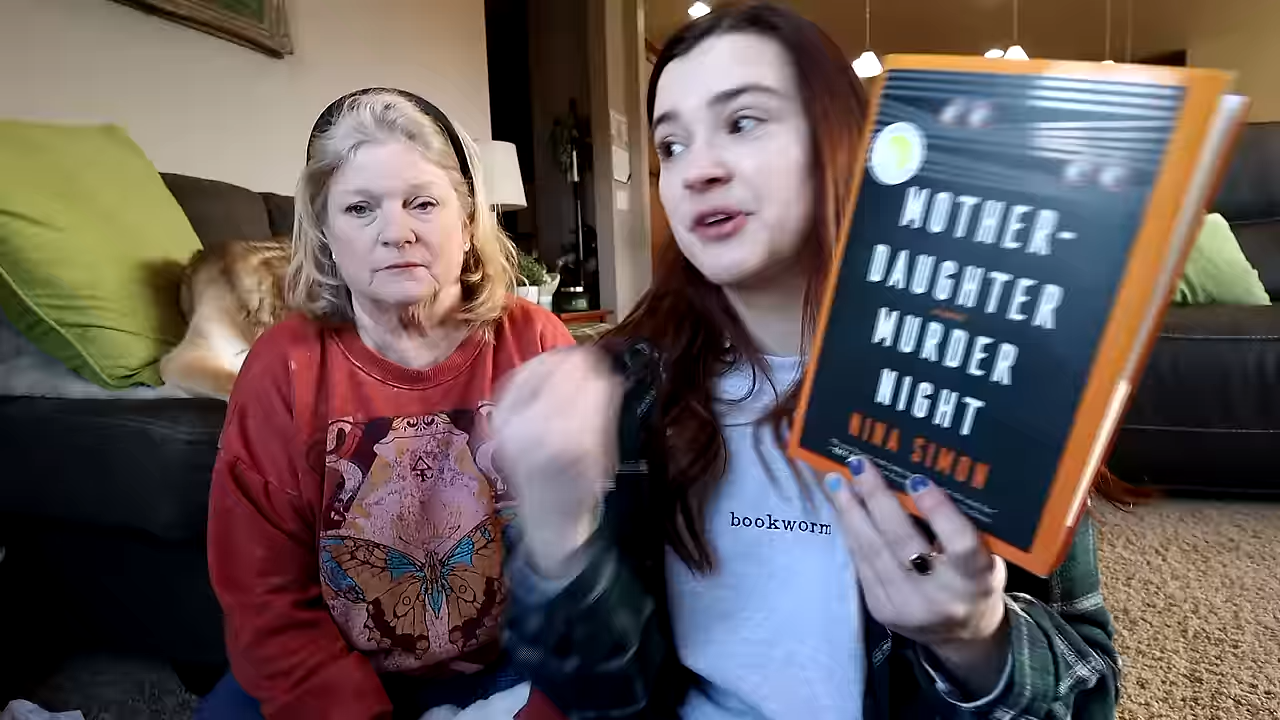 MOTHER-
DAUGHTER
MURDER
NIGHT
NINA SIMON
bookworm